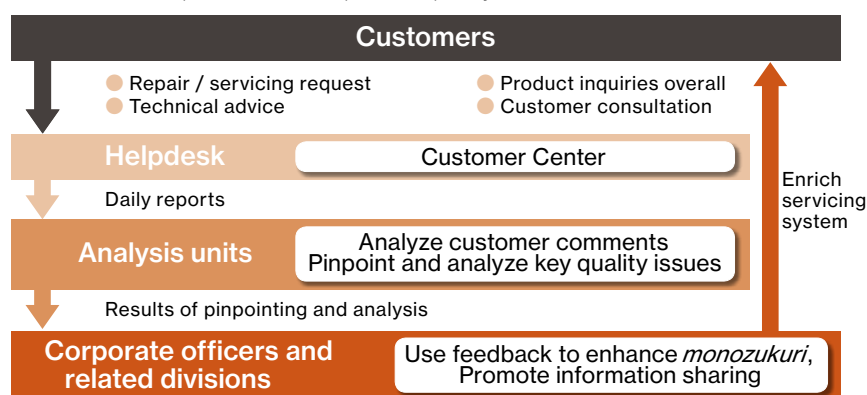 Customers
Repair / servicing request
Technical advice
Product inquiries overall
Customer consultation
Helpdesk
Customer Center
Daily reports
Enrich
servicing
system
Analysis units
Analyze customer comments
Pinpoint and analyze key quality issues
Results of pinpointing and analysis
Corporate officers and
related divisions
Use feedback to enhance monozukuri,
Promote information sharing